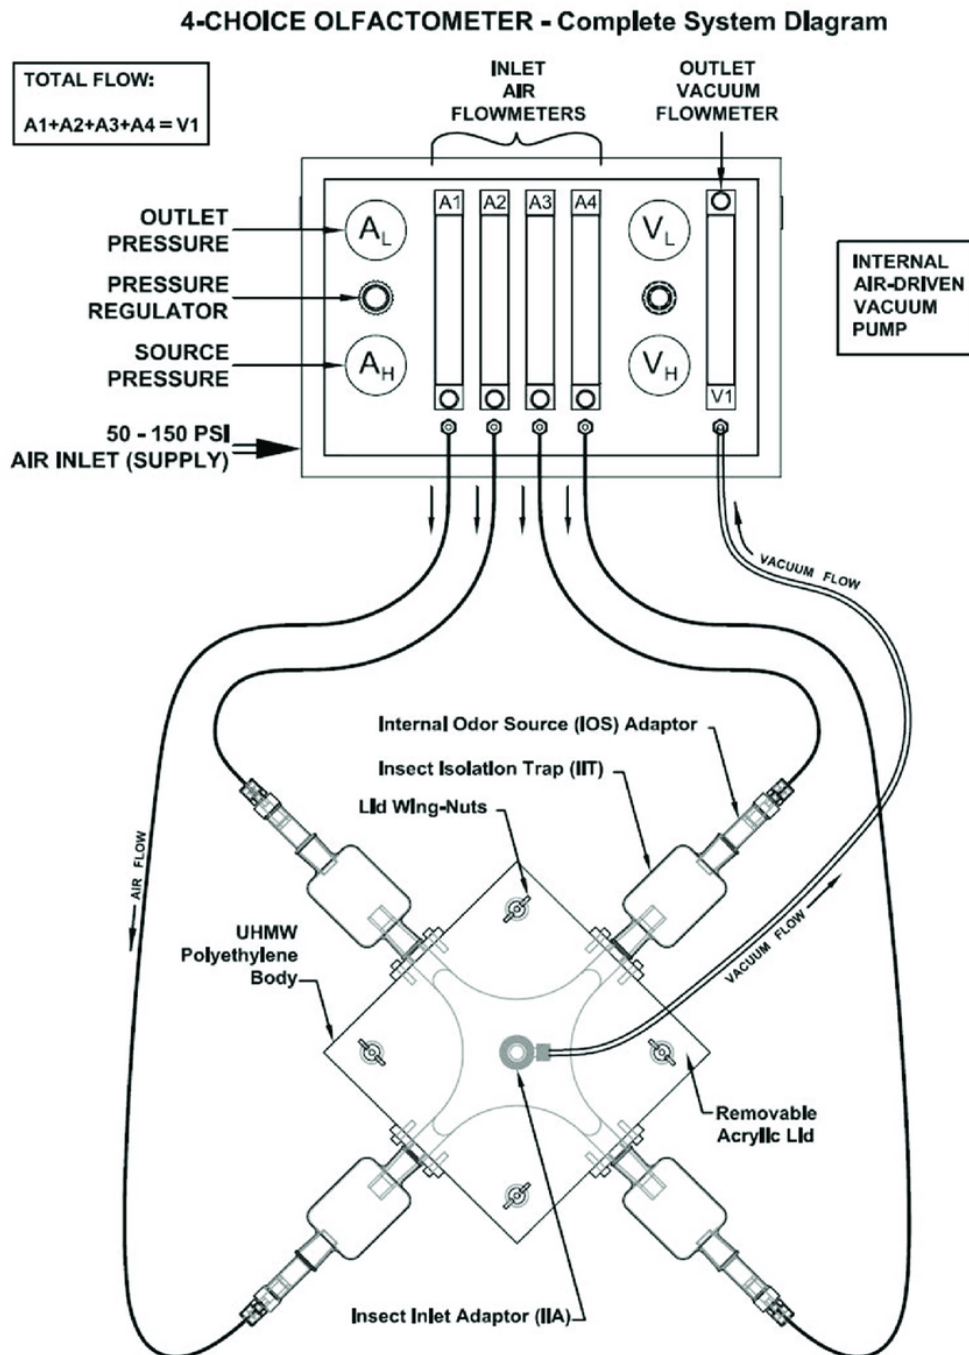 4-CHOICE OLFACTOMETER - Complete System Diagram
TOTAL FLOW:
A1+A2+A3+A4 = V1
INLET
AIR
FLOWMETERS
OUTLET
VACUUM
FLOWMETER
A1
A2
A3
A4
OUTLET
PRESSURE
AL
VL
PRESSURE
REGULATOR
INTERNAL
AIR-DRIVEN
VACUUM
PUMP
SOURCE
PRESSURE
AH
VH
V1
50 - 150 PSI
AIR INLET (SUPPLY)
VACUUM FLOW
Internal Odor Source (IOS) Adaptor
Insect Isolation Trap (IIT)
Lid Wing-Nuts
AIR FLOW
VACUUM FLOW
UHMW
Polyethylene
Body
Removable
Acrylic Lid
Insect Inlet Adaptor (IIA)